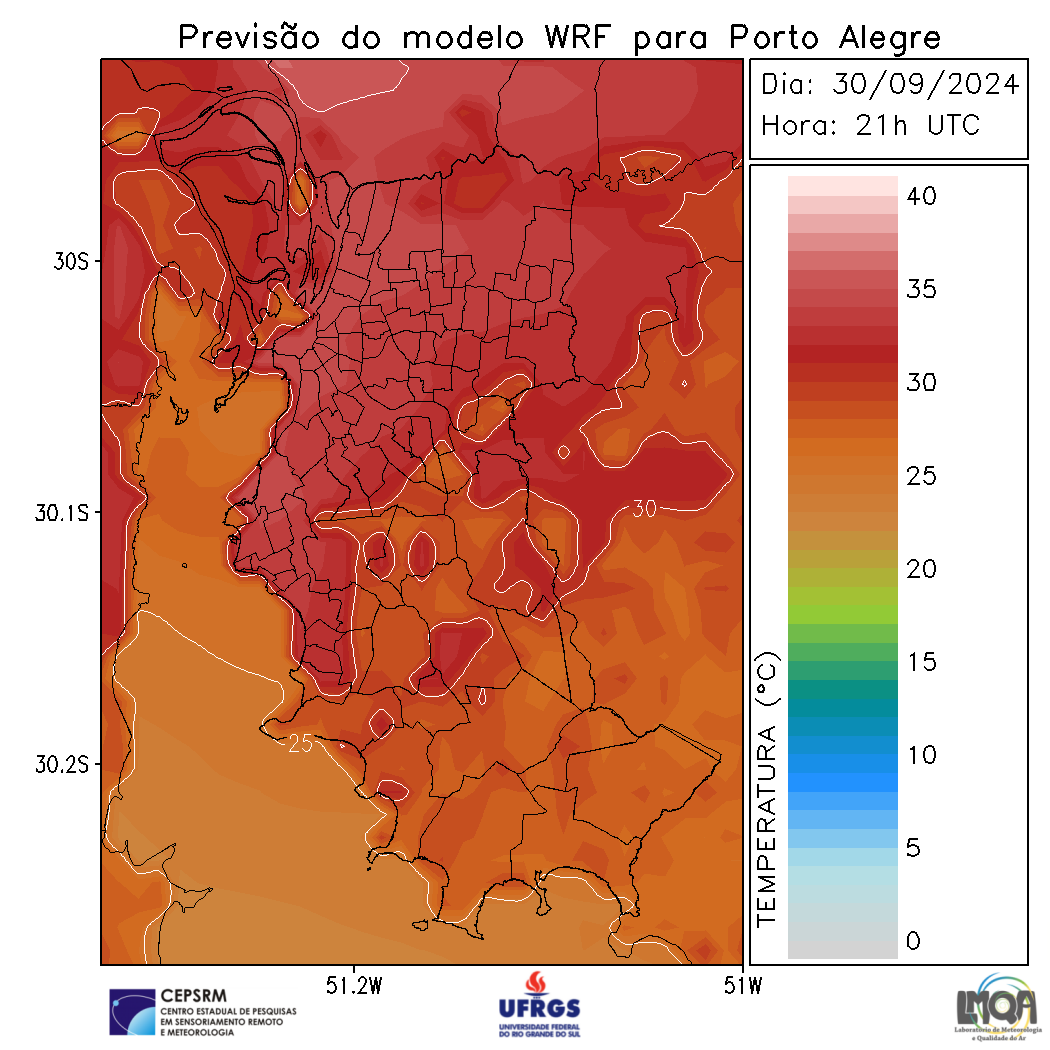 Previsão do modelo WRF para Porto Alegre
Dia: 30/09/2024
Hora: 21h UTC
30S
30.1S
30.2S
51.2W
51W
30
25
TEMPERATURA (°C)
40
35
30
25
20
15
10
5
0
CEPSRM
CENTRO ESTADUAL DE PESQUISAS
EM SENSORIAMENTO REMOTO
E METEOROLOGIA
UFRGS
UNIVERSIDADE FEDERAL
DO RIO GRANDE DO SUL
LMQA
Laboratório de Meteorologia
e Qualidade do Ar